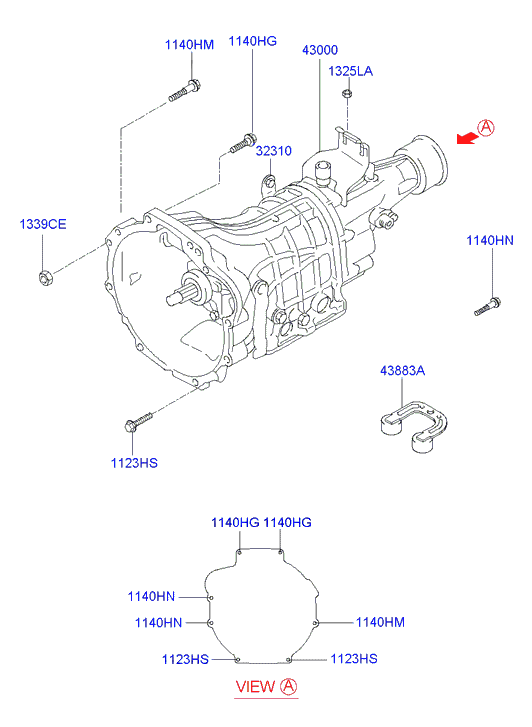 1140HM
1140HG
43000
1325LA
A
32310
1339CE
1140HN
43883A
1123HS
1140HG 1140HG
1140HN
1140HN 1140HM
1123HS 1123HS
VIEW A